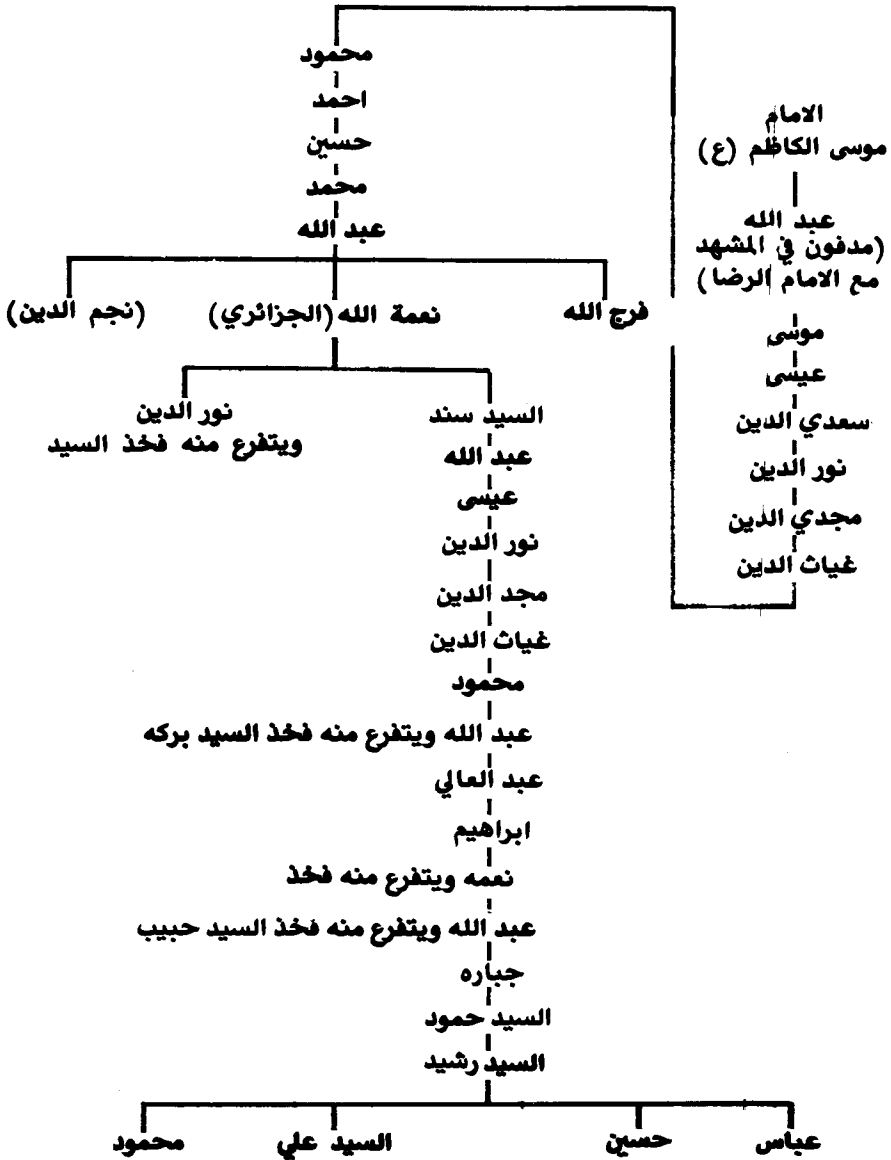 الامام
موسى الكاظم (ع)
عبد الله
(مدفون في المشهد
مع الامام الرضا)
موسى
عيسى
سعدي الدين
نور الدين
مجدي الدين
غياث الدين
محمود
احمد
حسين
محمد
عبد الله
فرج الله
نعمة الله (الجزائري)
(نجم الدين)
السيد سند
نور الدين
ويتفرع منه فخذ السيد
عبد الله
عيسى
نور الدين
مجد الدين
غياث الدين
محمود
عبد الله ويتفرع منه فخذ السيد بركه
عبد العالي
ابراهيم
نعمه ويتفرع منه فخذ
عبد الله ويتفرع منه فخذ السيد حبيب
جباره
السيد حمود
السيد رشيد
عباس
حسين
السيد علي
محمود